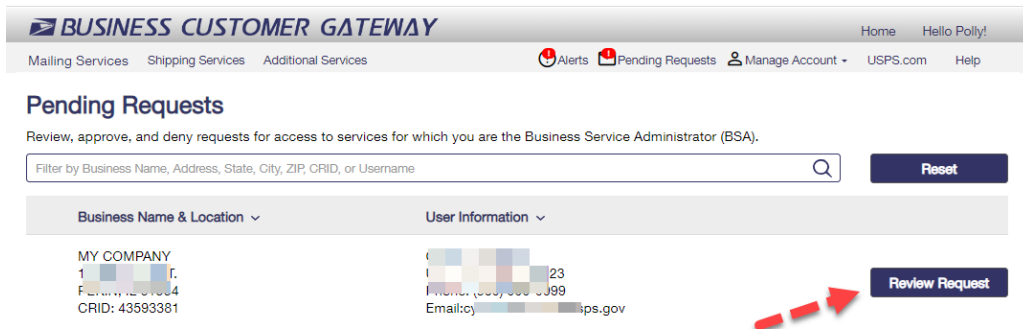 BUSINESS CUSTOMER GATEWAY
Home Hello Polly!
Mailing Services Shipping Services Additional Services ! Alerts ! Pending Requests Manage Account USPS.com Help
Pending Requests
Review, approve, and deny requests for access to services for which you are the Business Service Administrator (BSA).
Filter by Business Name, Address, State, City, ZIP, CRID, or Username Reset
Business Name & Location User Information
MY COMPANY
CRID: 43593381 Email:
Review Request